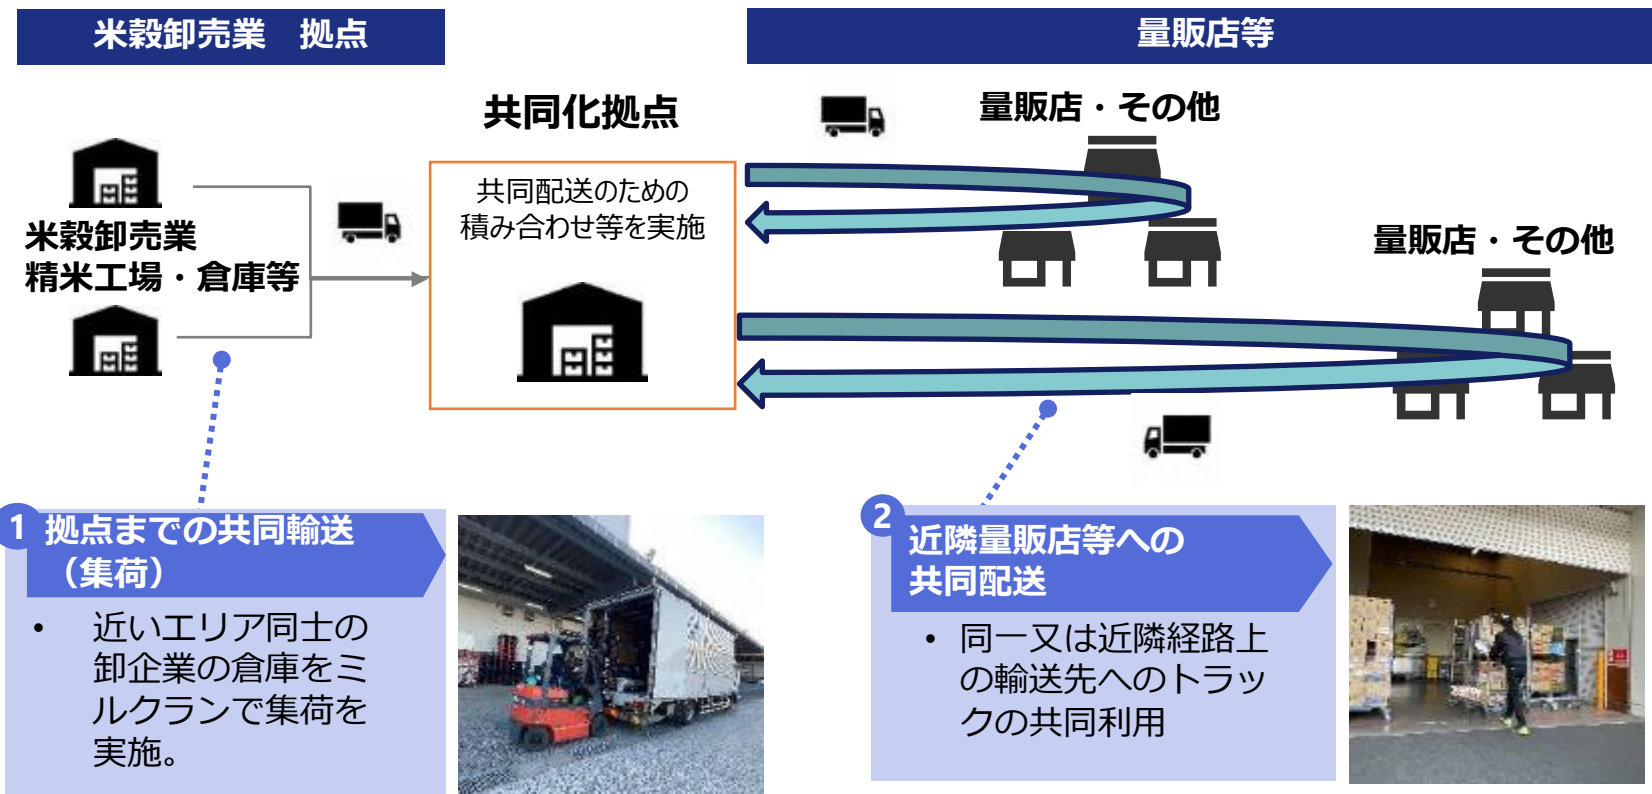 米穀卸売業　拠点
量販店等
共同化拠点
量販店・その他
共同配送のための
積み合わせ等を実施
米穀卸売業
精米工場・倉庫等
量販店・その他
1
拠点までの共同輸送
（集荷）
• 近いエリア同士の
卸企業の倉庫をミ
ルクランで集荷を
実施。
2
近隣量販店等への
共同配送
• 同一又は近隣経路上
の輸送先へのトラッ
クの共同利用